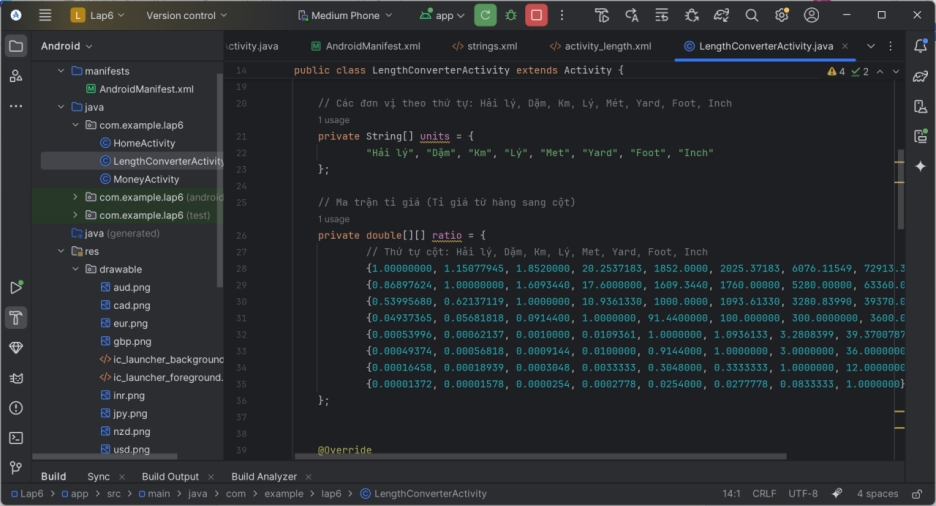 L Lap6 Version control Medium Phone app
Android
ctivity.java AndroidManifest.xml strings.xml activity_length.xml LengthConverterActivity.java
manifests
AndroidManifest.xml
java
com.example.lap6
HomeActivity
LengthConverterActivity
MoneyActivity
com.example.lap6 (android
com.example.lap6 (test)
java (generated)
res
drawable
aud.png
cad.png
eur.png
gbp.png
ic_launcher_background
ic_launcher_foreground.
inr.png
jpy.png
nzd.png
usd.png
14 public class LengthConverterActivity extends Activity { 4 2
19
20 // Các đơn vị theo thứ tự: Hải lý, Dặm, Km, Lý, Mét, Yard, Foot, Inch
1 usage
21 private String[] units = {
22 "Hải lý", "Dặm", "Km", "Lý", "Met", "Yard", "Foot", "Inch"
23 };
24
25 // Ma trận tỉ giá (Tỉ giá từ hàng sang cột)
1 usage
26 private double[][] ratio = {
27 // Thứ tự cột: Hải lý, Dặm, Km, Lý, Met, Yard, Foot, Inch
28 {1.00000000, 1.15077945, 1.8520000, 20.2537183, 1852.0000, 2025.37183, 6076.11549, 72913.3
29 {0.86897624, 1.00000000, 1.6093440, 17.6000000, 1609.3440, 1760.00000, 5280.00000, 63360.0
30 {0.53995680, 0.62137119, 1.0000000, 10.9361330, 1000.0000, 1093.61330, 3280.83990, 39370.0
31 {0.04937365, 0.05681818, 0.0914400, 1.0000000, 91.4400000, 100.000000, 300.0000000, 3600.0
32 {0.00053996, 0.00062137, 0.0010000, 0.0109361, 1.0000000, 1.0936133, 3.2808399, 39.3700787
33 {0.00049374, 0.00056818, 0.0009144, 0.0100000, 0.9144000, 1.0000000, 3.0000000, 36.0000000
34 {0.00016458, 0.00018939, 0.0003048, 0.0033333, 0.3048000, 0.3333333, 1.0000000, 12.0000000
35 {0.00001372, 0.00001578, 0.0000254, 0.0002778, 0.0254000, 0.0277778, 0.0833333, 1.0000000}
36 };
37
38
39 @Override
Build Sync Build Output Build Analyzer
Lap6 > app > src > main > java > com > example > lap6 > LengthConverterActivity 14:1 CRLF UTF-8 4 spaces